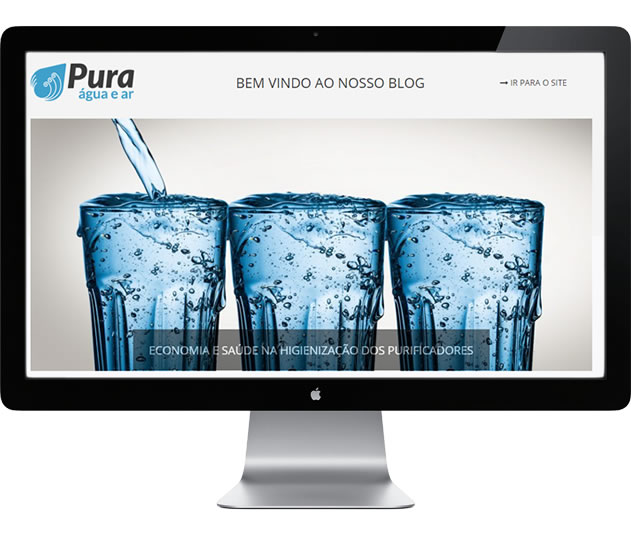 Pura
água e ar
BEM VINDO AO NOSSO BLOG
→ IR PARA O SITE
ECONOMIA E SAÚDE NA HIGIENIZAÇÃO DOS PURIFICADORES